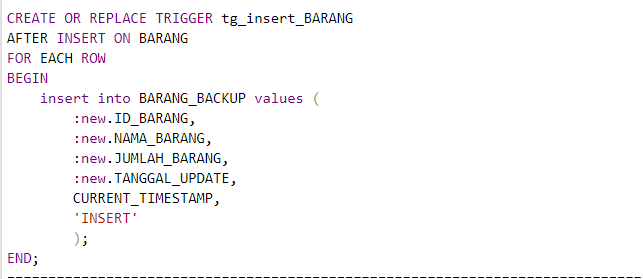 CREATE OR REPLACE TRIGGER tg_insert_BARANG
AFTER INSERT ON BARANG
FOR EACH ROW
BEGIN
    insert into BARANG_BACKUP values (
        :new.ID_BARANG,
        :new.NAMA_BARANG,
        :new.JUMLAH_BARANG,
        :new.TANGGAL_UPDATE,
        CURRENT_TIMESTAMP,
        'INSERT'
        );
END;
--------------------------------------------------------------------------------